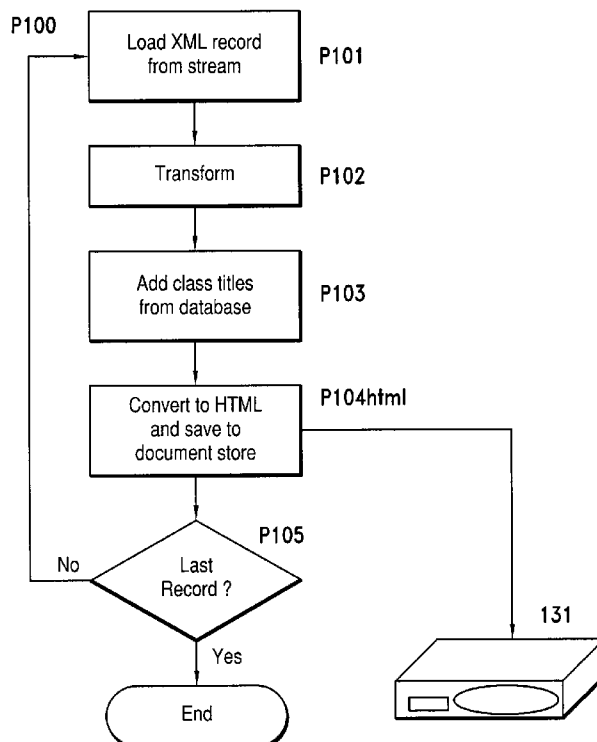 P100
Load XML record
from stream
P101
Transform
P102
Add class titles
from database
P103
Convert to HTML
and save to
document store
P104html
P105
Last
Record ?
No
Yes
131
End